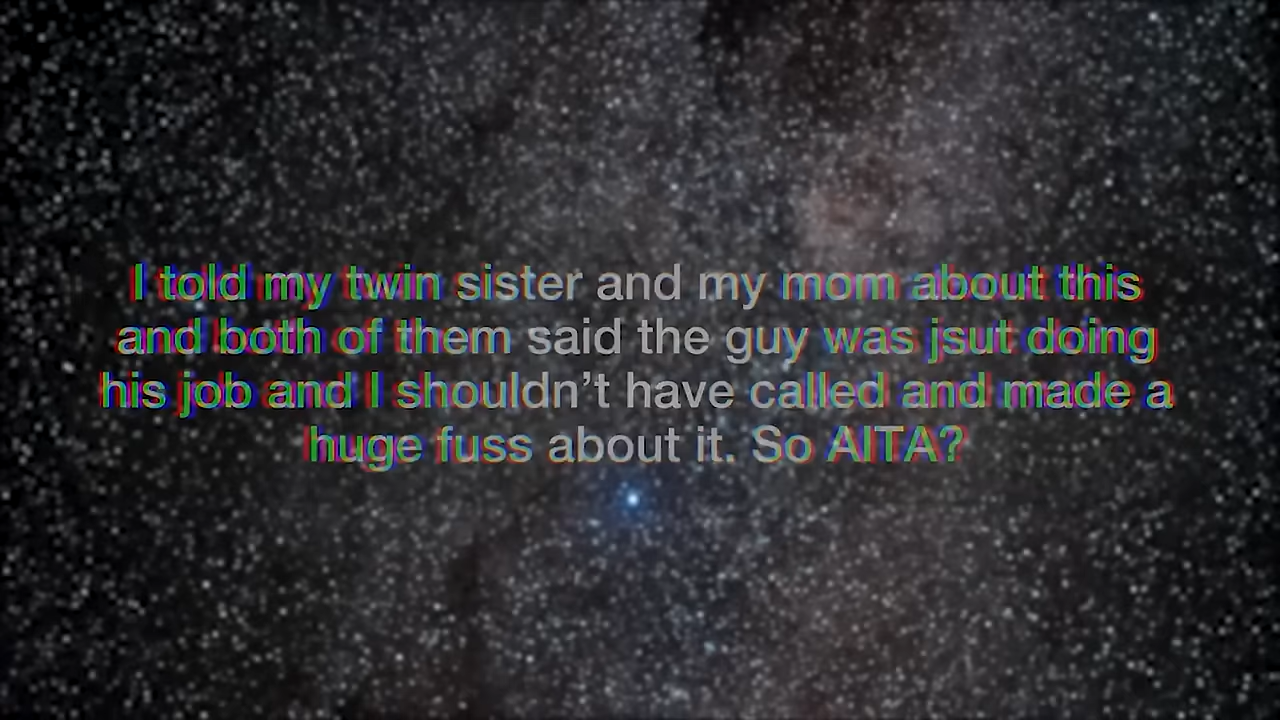 I told my twin sister and my mom about this
and both of them said the guy was jsut doing
his job and I shouldn’t have called and made a
huge fuss about it. So AITA?